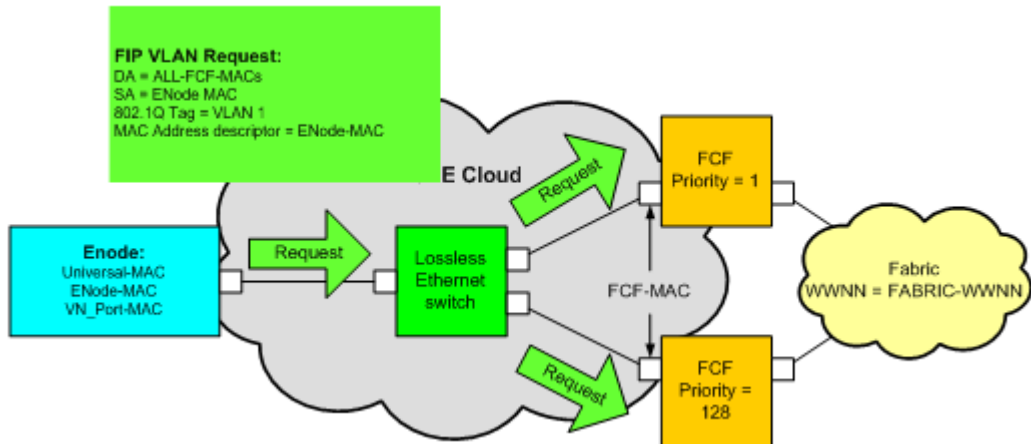 FIP VLAN Request:
DA = ALL-FCF-MACs
SA = ENode MAC
802.1Q Tag = VLAN 1
MAC Address descriptor = ENode-MAC
E Cloud
Request
FCF
Priority = 1
Enode:
Universal-MAC
ENode-MAC
VN_Port-MAC
Request
Lossless
Ethernet
switch
FCF-MAC
Fabric
WWNN = FABRIC-WWNN
Request
FCF
Priority =
128